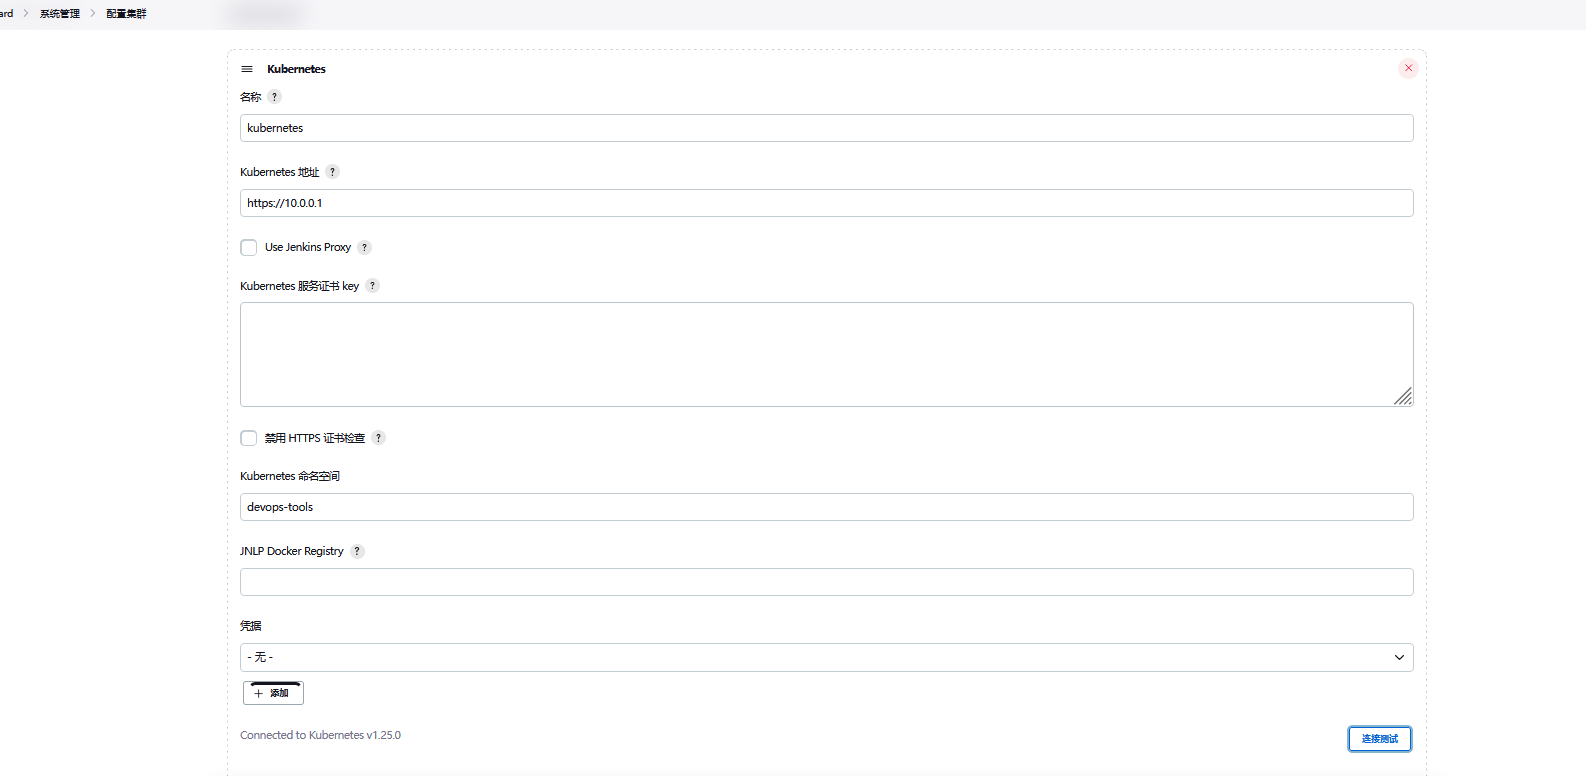 ard > 系统管理 > 配置集群
Kubernetes
名称 ?
kubernetes
Kubernetes 地址 ?
https://10.0.0.1
Use Jenkins Proxy ?
Kubernetes 服务证书 key ?
禁用 HTTPS 证书检查 ?
Kubernetes 命名空间
devops-tools
JNLP Docker Registry ?
凭据
- 无 -
+ 添加
Connected to Kubernetes v1.25.0
连接测试